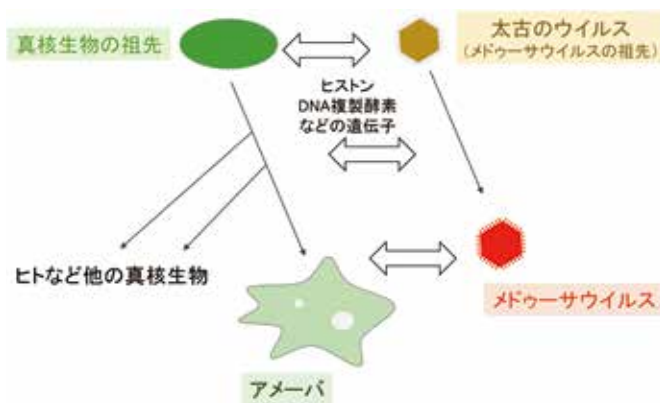 真核生物の祖先
太古のウイルス
(メドゥーサウイルスの祖先)
ヒストン
DNA複製酵素
などの遺伝子
ヒトなど他の真核生物
メドゥーサウイルス
アメーバ